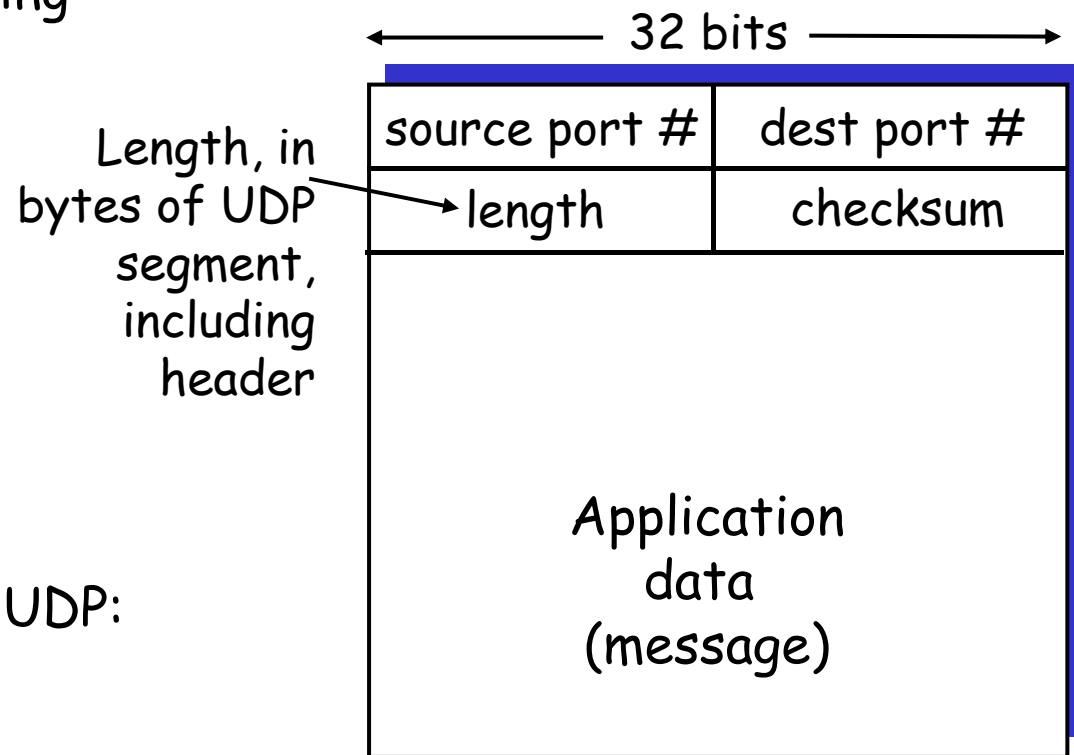 32 bits
source port # dest port #
length checksum
Length, in
bytes of UDP
segment,
including
header
Application
data
(message)
UDP: